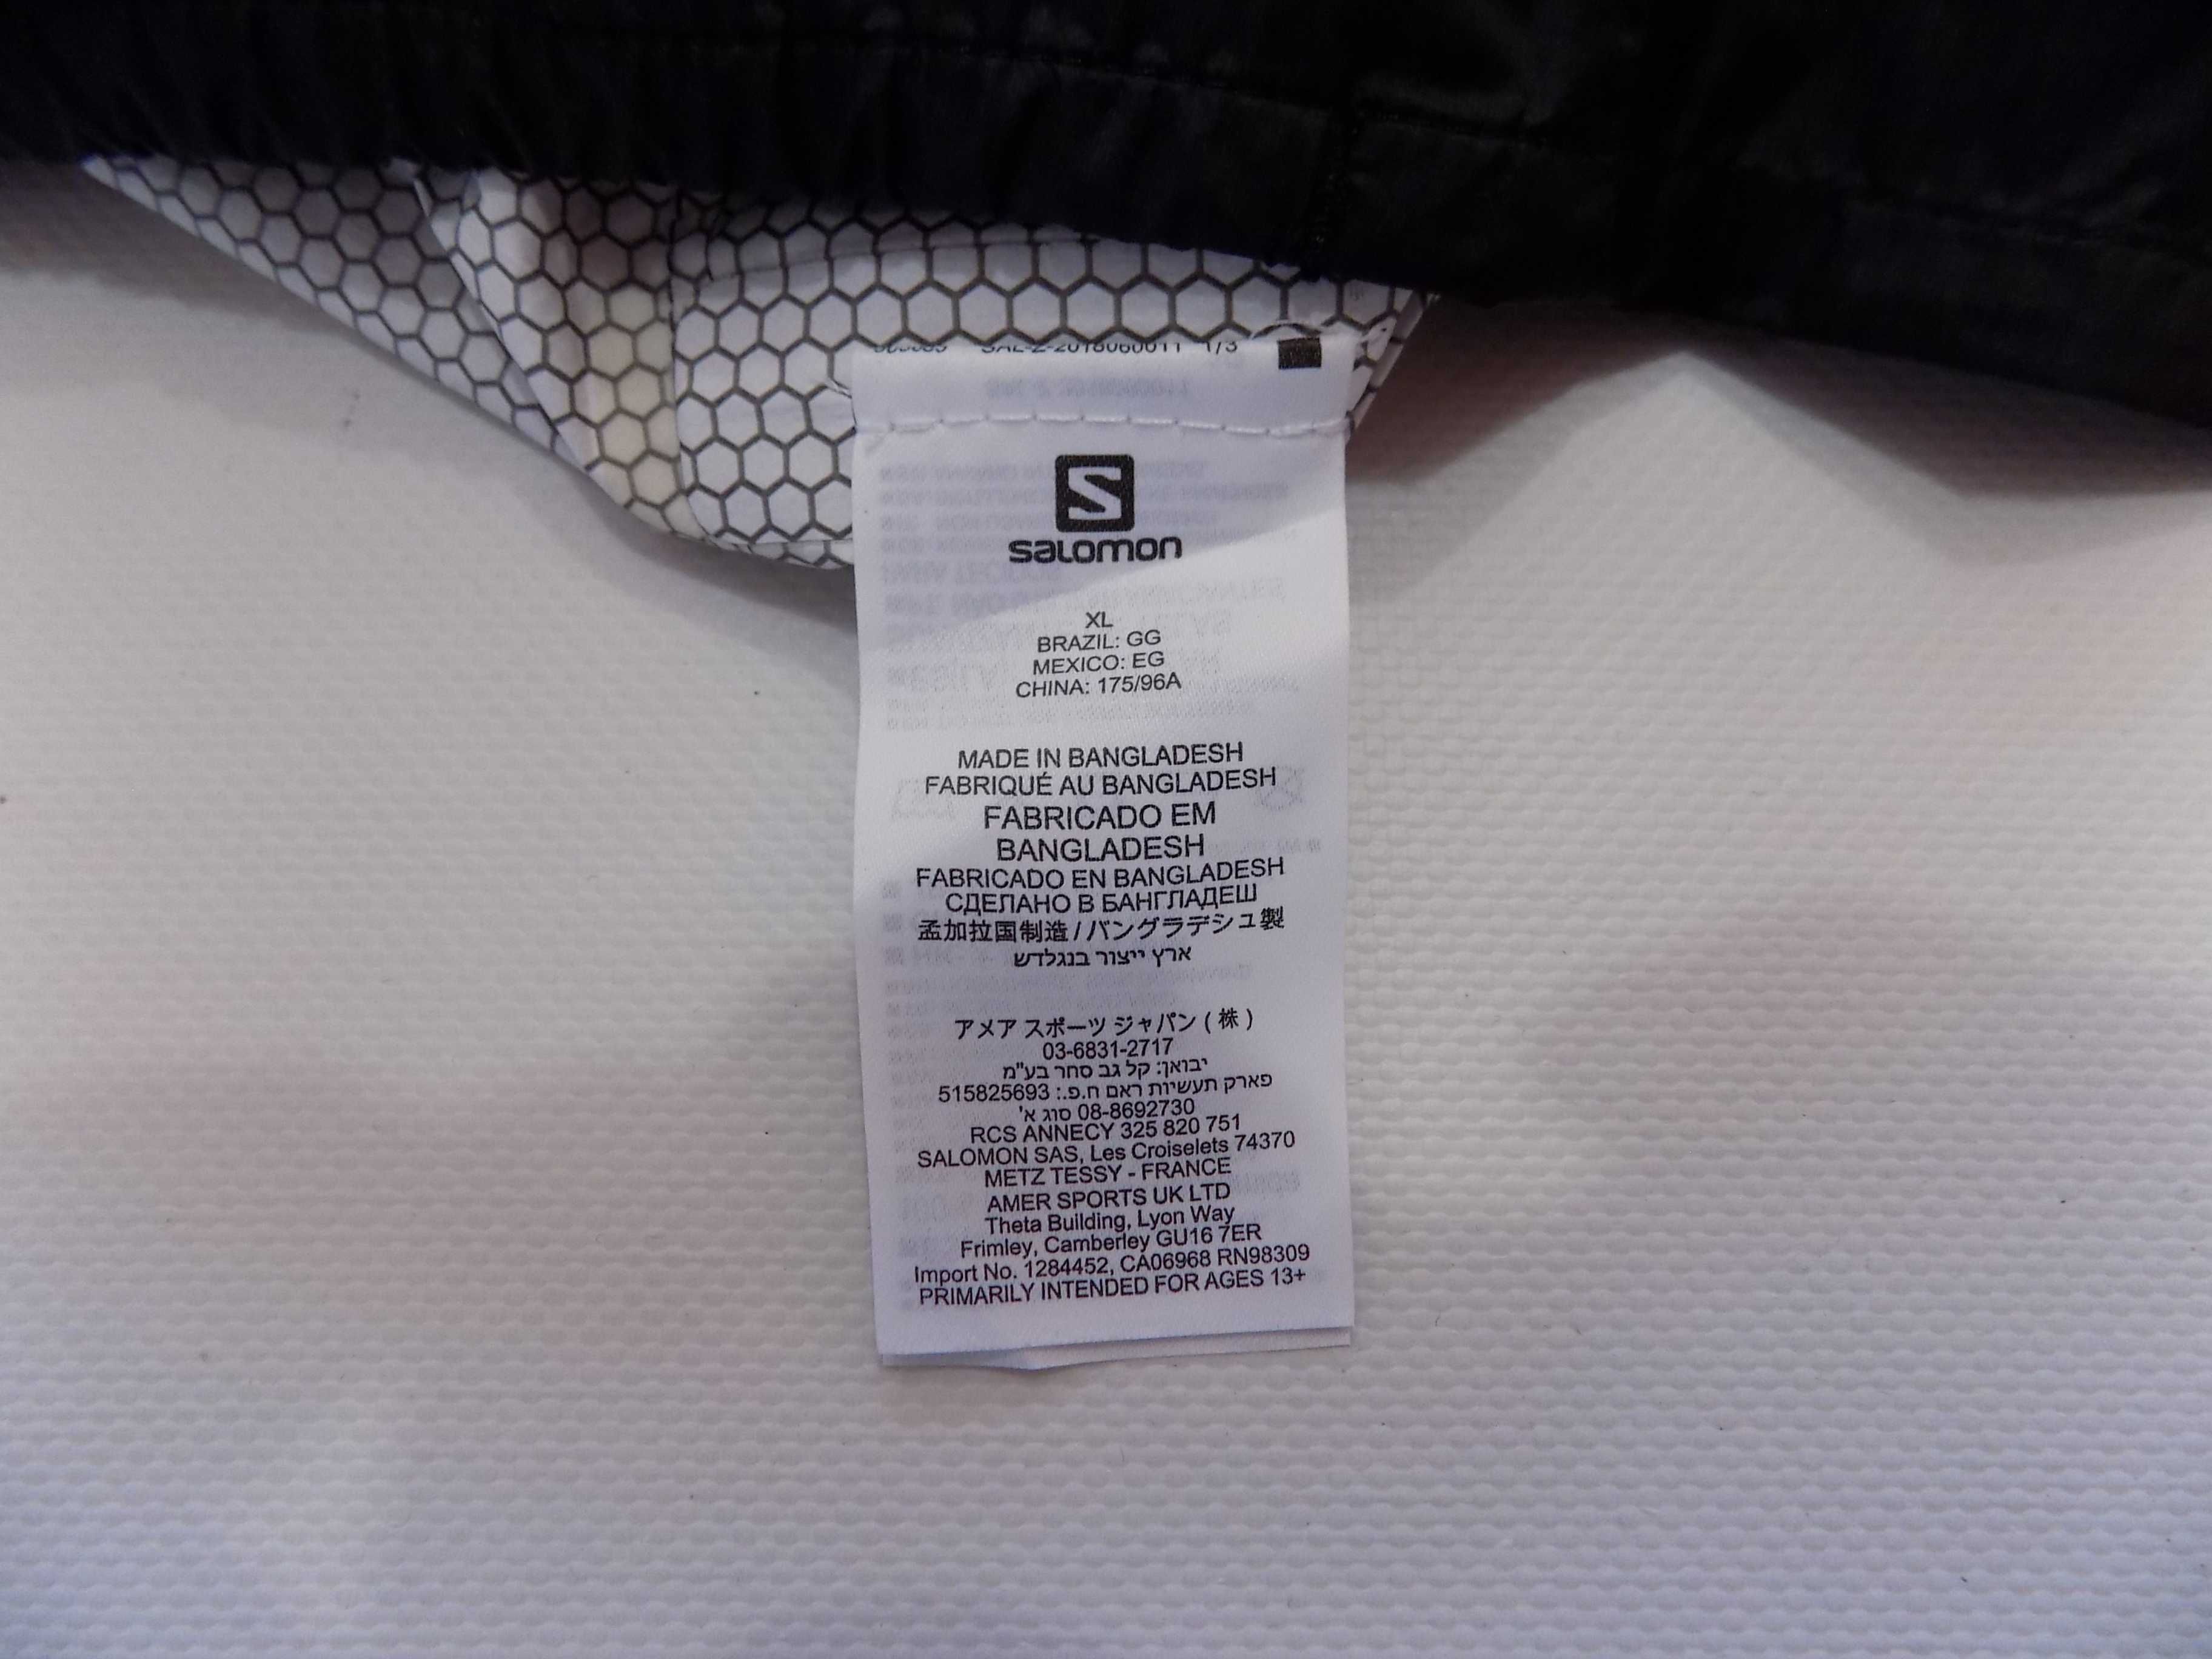 SAL-Z-2018060011 1/3
S
salomon
XL
BRAZIL: GG
MEXICO: EG
CHINA: 175/96A
MADE IN BANGLADESH
FABRIQUÉ AU BANGLADESH
FABRICADO EM
BANGLADESH
FABRICADO EN BANGLADESH
СДЕЛАНО В БАНГЛАДЕШ
孟加拉国制造/バングラデシュ製
ארץ ייצור בנגלדש
アメア スポーツ ジャパン ( 株 )
03-6831-2717
יבואן: קל גב סחר בע"מ
פארק תעשיות ראם ח.פ.: 515825693
08-8692730 סוג א'
RCS ANNECY 325 820 751
SALOMON SAS, Les Croiselets 74370
METZ TESSY - FRANCE
AMER SPORTS UK LTD
Theta Building, Lyon Way
Frimley, Camberley GU16 7ER
Import No. 1284452, CA06968 RN98309
PRIMARILY INTENDED FOR AGES 13+